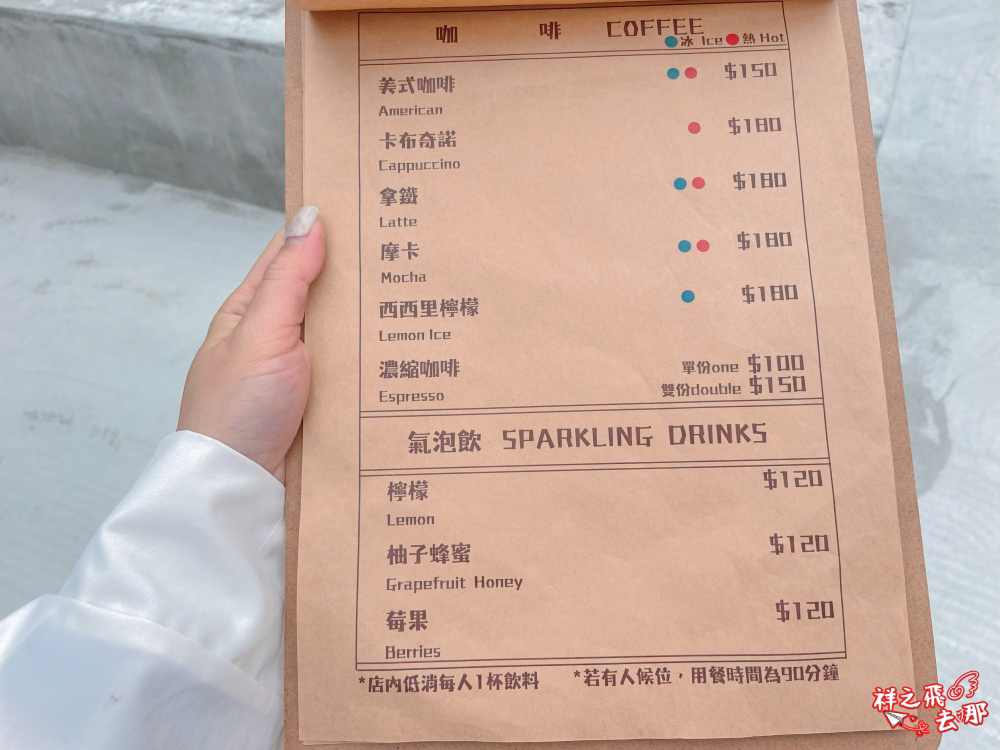 咖 啡 COFFEE
冰 Ice 熱 Hot
美式咖啡 $150
American
卡布奇諾 $180
Cappuccino
拿鐵 $180
Latte
摩卡 $180
Mocha
西西里檸檬 $180
Lemon Ice
濃縮咖啡 單份one $100
雙份double $150
Espresso
氣泡飲 SPARKLING DRINKS
檸檬 $120
Lemon
柚子蜂蜜 $120
Grapefruit Honey
莓果 $120
Berries
*店內低消每人1杯飲料 *若有人候位，用餐時間為90分鐘
祥之飛
去那